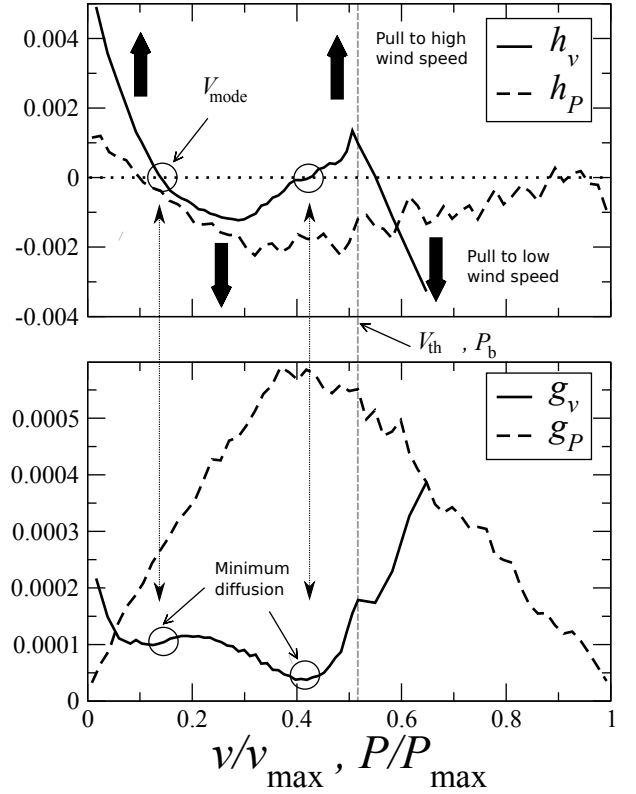 0.004
0.002
0
-0.002
-0.004
Pull to high
wind speed
h_v
h_P
V_mode
Pull to low
wind speed
V_th , P_b
0.0005
0.0004
0.0003
0.0002
0.0001
0
g_v
g_P
Minimum
diffusion
0 0.2 0.4 0.6 0.8 1
v/v_max , P/P_max